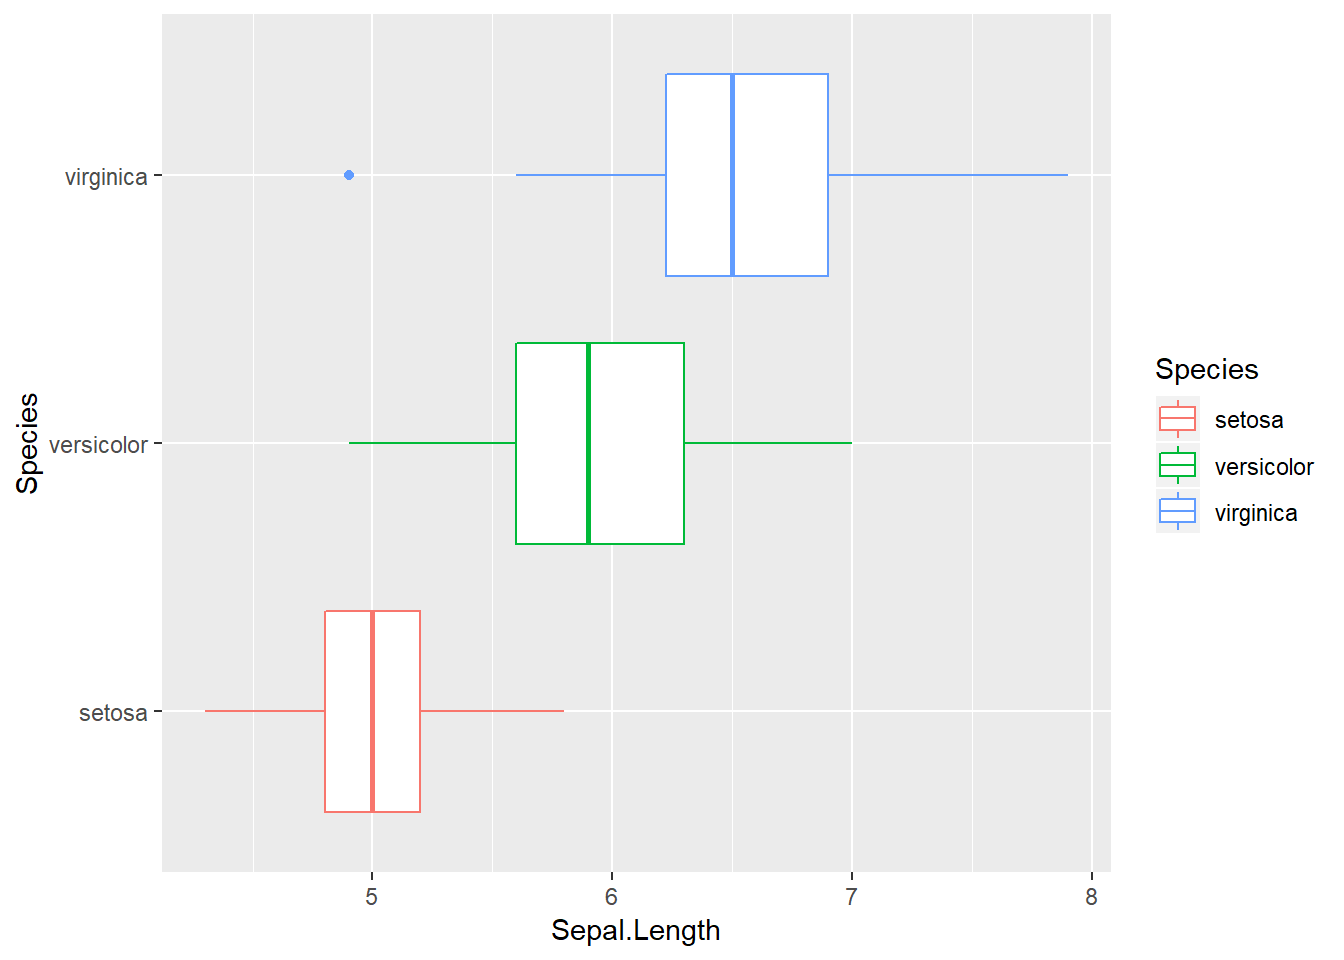 virginica
versicolor
setosa
Species
5 6 7 8
Sepal.Length
Species
setosa
versicolor
virginica